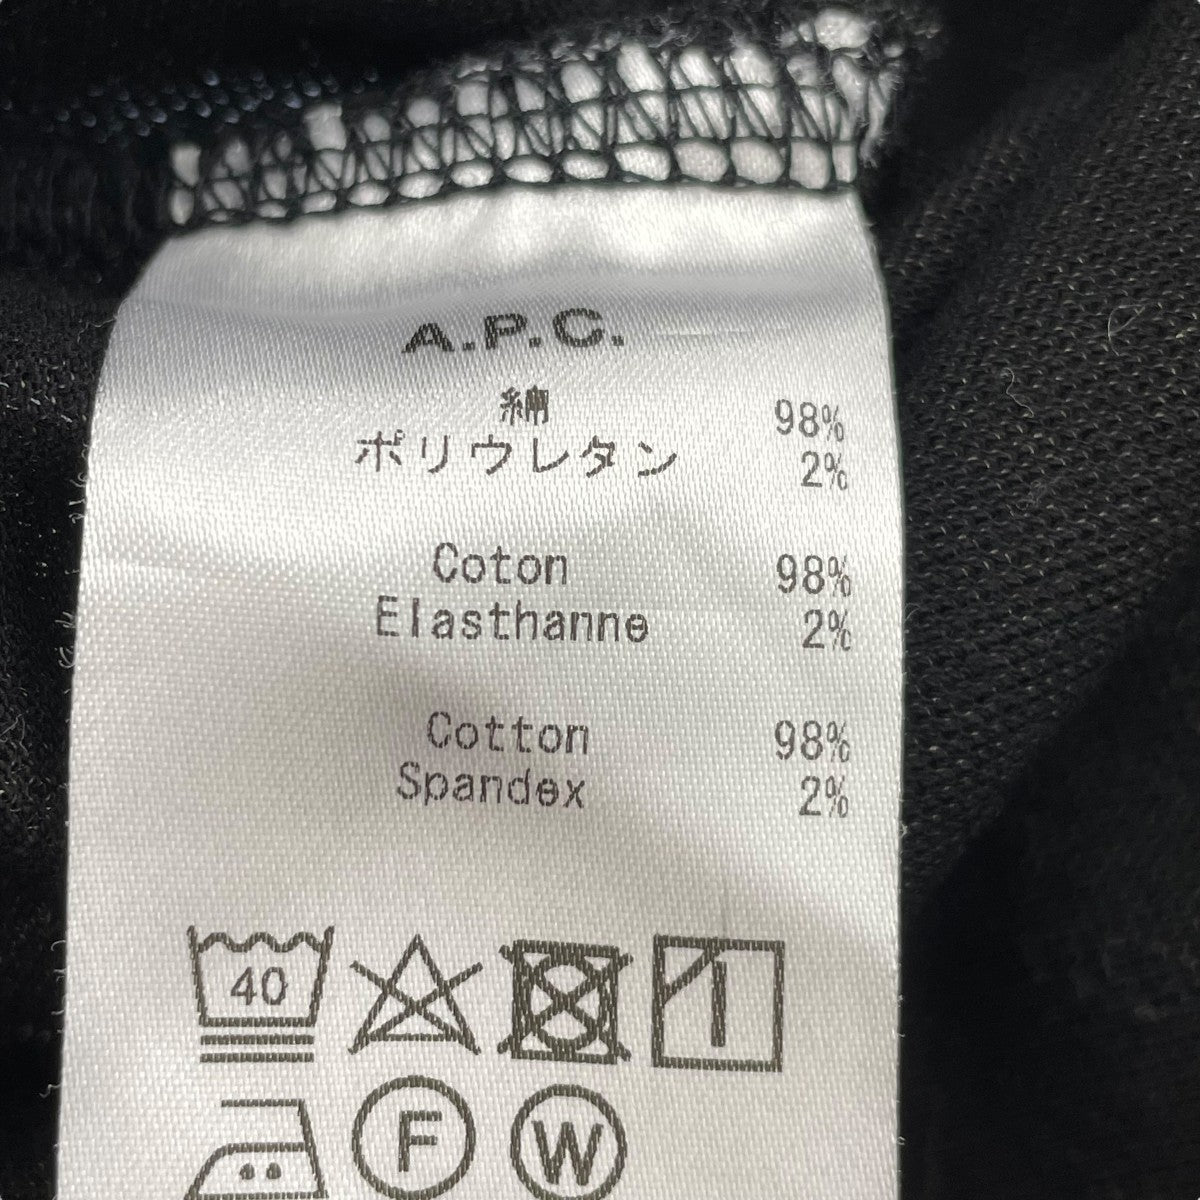 A.P.C.
綿 98%
ポリウレタン 2%
Coton 98%
Elasthanne 2%
Cotton 98%
Spandex 2%
40
F W